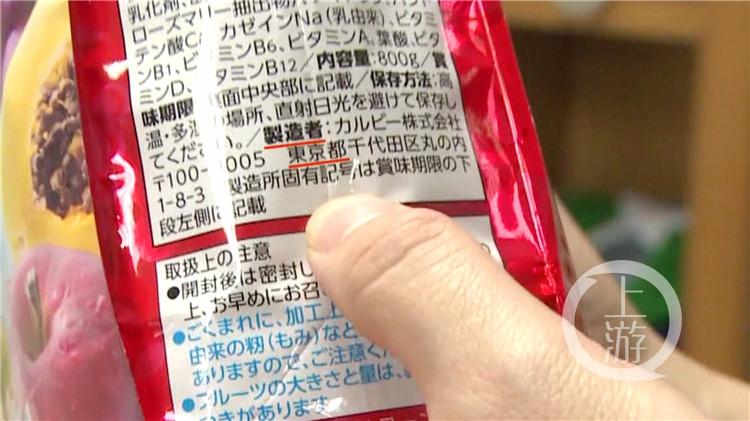 乳化剤、
ローズマリー抽出物
カゼインNa(乳由来)、ビタミ
テン酸Ca ビタミンB6、ビタミンA、葉酸、ビタ
ンB1、ビタミンB12/内容量:800g/賞
ミンD、
味期限: 面中央部に記載/保存方法:高
温・多湿 場所、直射日光を避けて保存し
てください。/製造者:カルビー株式会社
〒100- 0005 東京都千代田区丸の内
1-8-3 製造所固有記号は賞味期限の下
段左側に記載
取扱上の注意
●開封後は密封し
上、お早めにお召
●ごくまれに、加工上
由来の籾(もみ)など
ありますので、ご注意くだ
●フルーツの大きさと量は、
つきがあります
上游